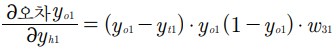 ∂오차y_{o1} / ∂y_{h1} = (y_{o1} − y_{t1}) · y_{o1}(1 − y_{o1}) · w_{31}